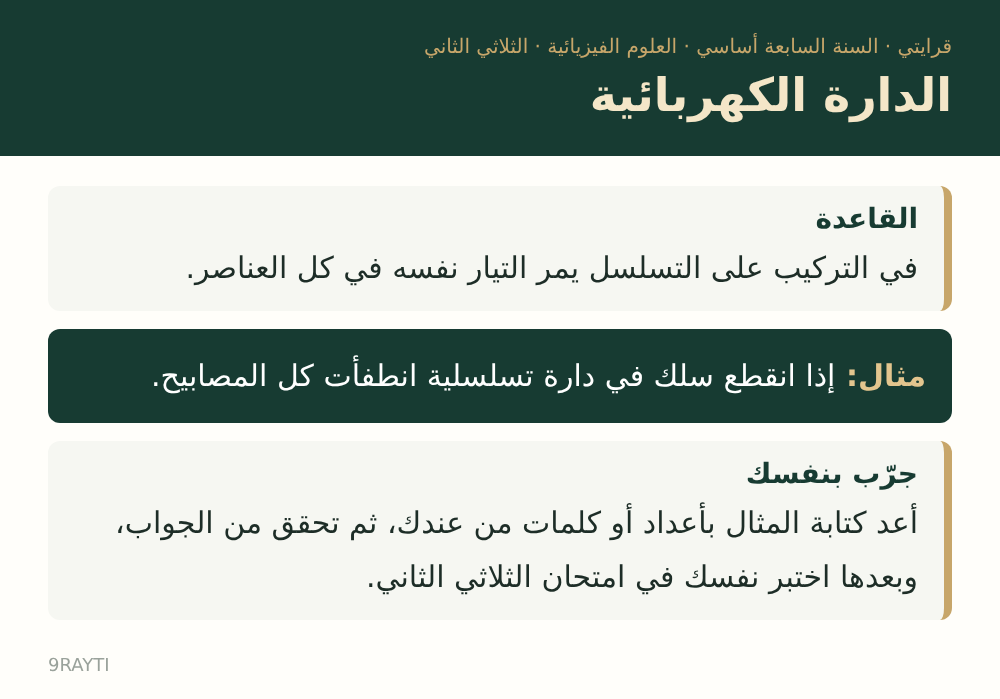 قرايتي · السنة السابعة أساسي · العلوم الفيزيائية · الثلاثي الثاني
الدارة الكهربائية
القاعدة
في التركيب على التسلسل يمر التيار نفسه في كل العناصر.
مثال: إذا انقطع سلك في دارة تسلسلية انطفأت كل المصابيح.
جرّب بنفسك
أعد كتابة المثال بأعداد أو كلمات من عندك، ثم تحقق من الجواب،
وبعدها اختبر نفسك في امتحان الثلاثي الثاني.
9RAYTI